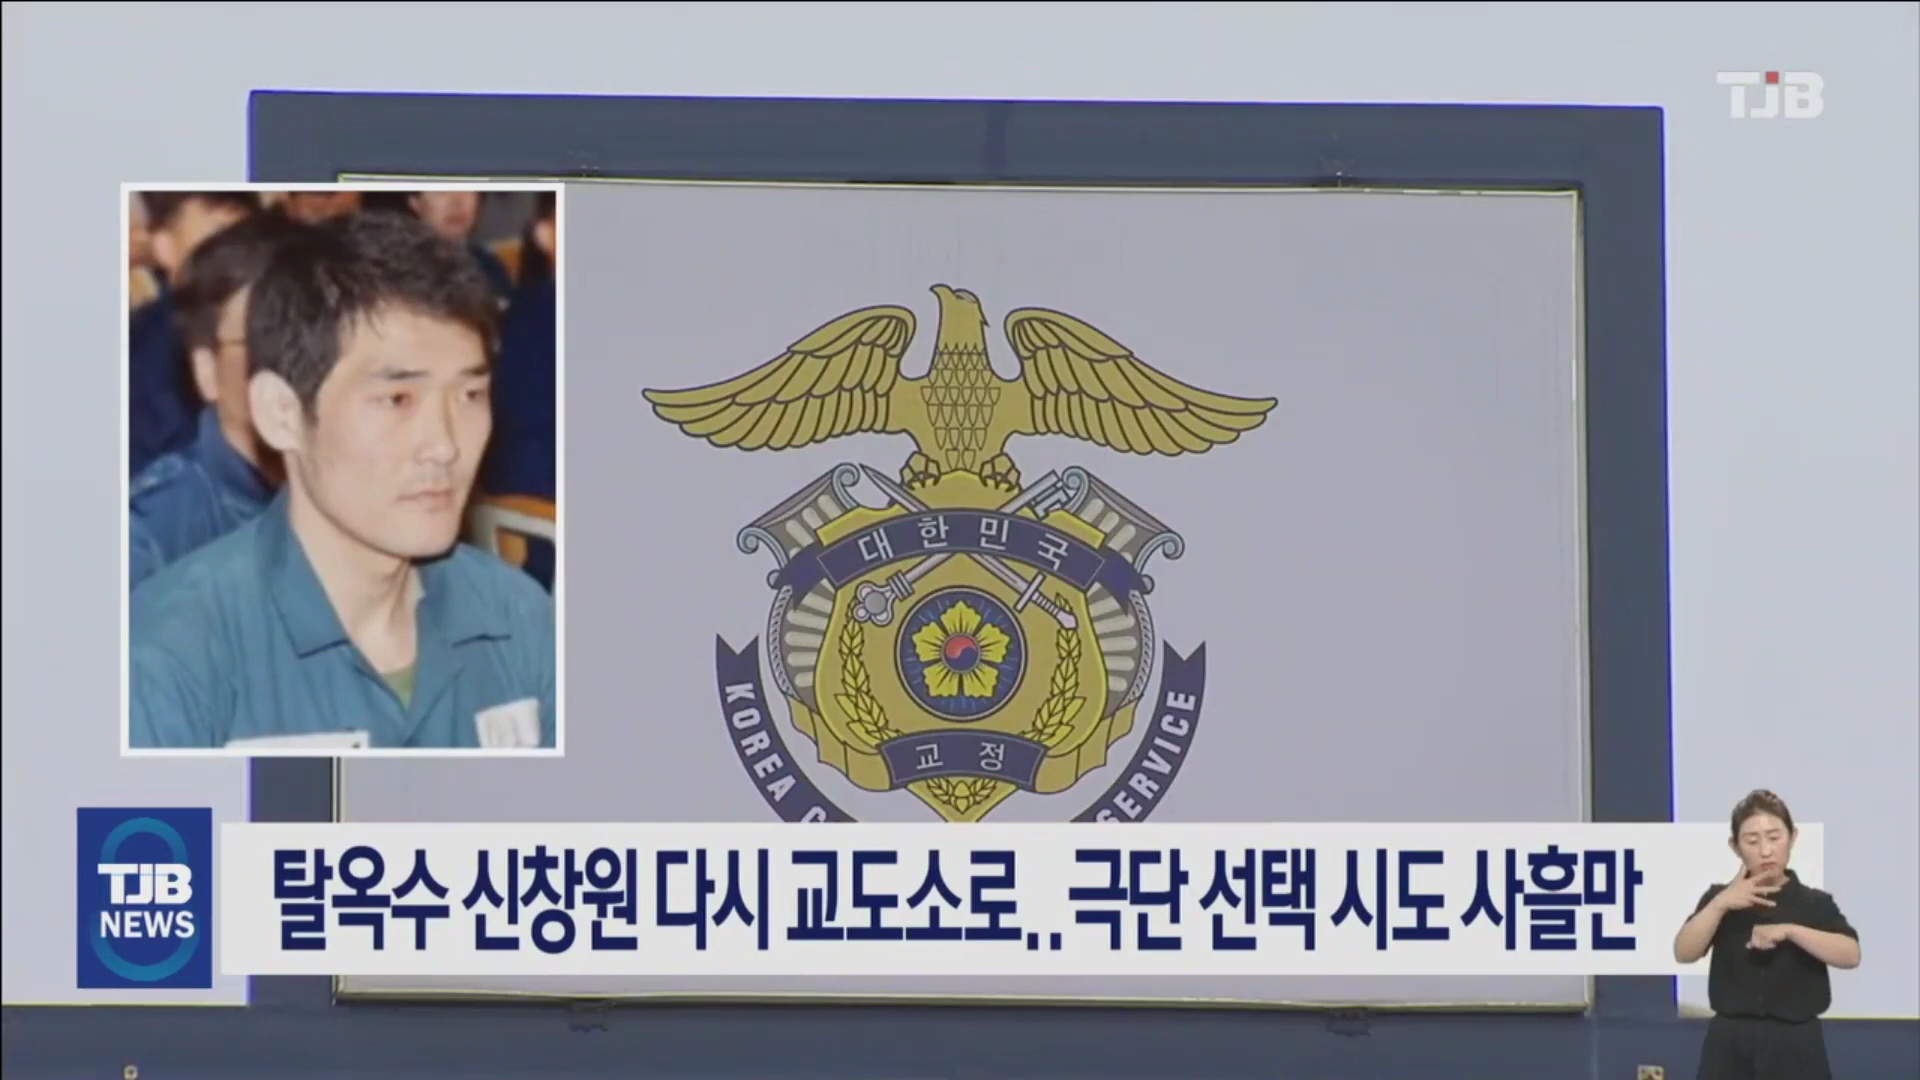 TJB
대한민국
교정
KOREA C
SERVICE
TJB
NEWS
탈옥수 신창원 다시 교도소로..극단 선택 시도 사흘만